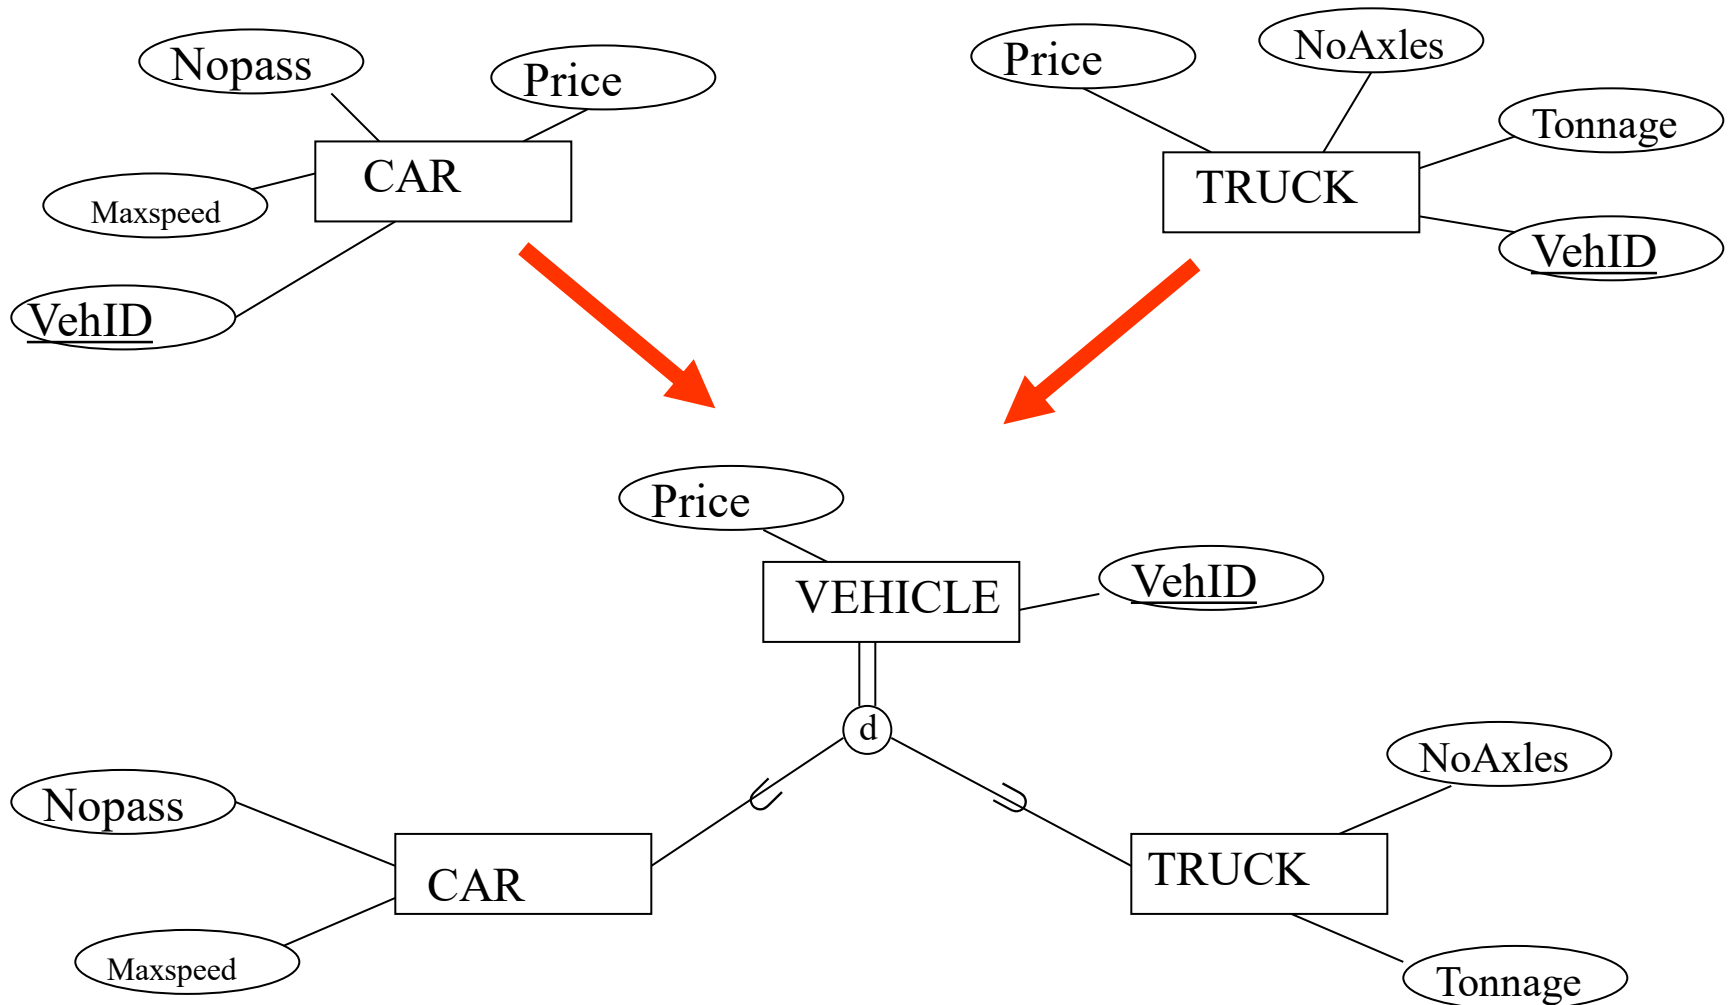 Nopass
Price
CAR
Maxspeed
VehID
Price
NoAxles
Tonnage
TRUCK
VehID
Price
VEHICLE
VehID
d
Nopass
CAR
Maxspeed
NoAxles
TRUCK
Tonnage